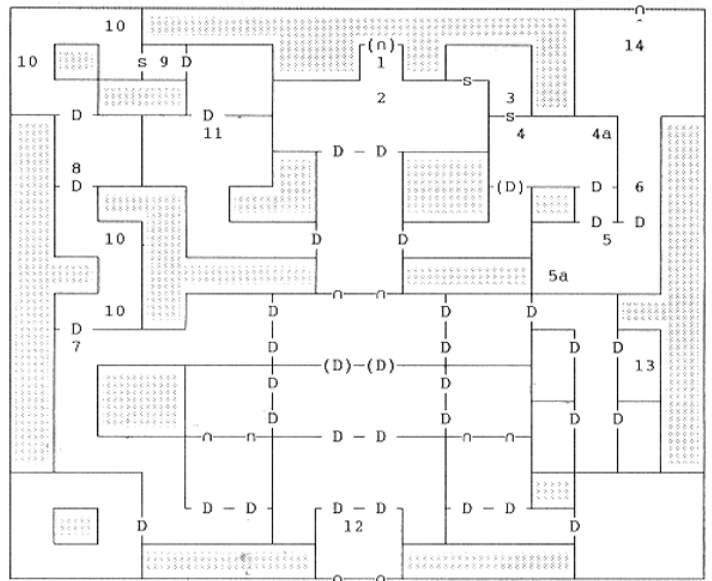 ∩
10 14
10 S 9 D (∩)
1
S
2 3
D D S
11 4 4a
D — D
8
D (D) D 6
D D
10 5
D D
5a
∩ ∩
10 D D D
D
7 D D D D
(D)—(D) 13
D D
D D D D
∩ ∩ D — D ∩ ∩
D — D D — D D — D
D 12 D
∩ ∩